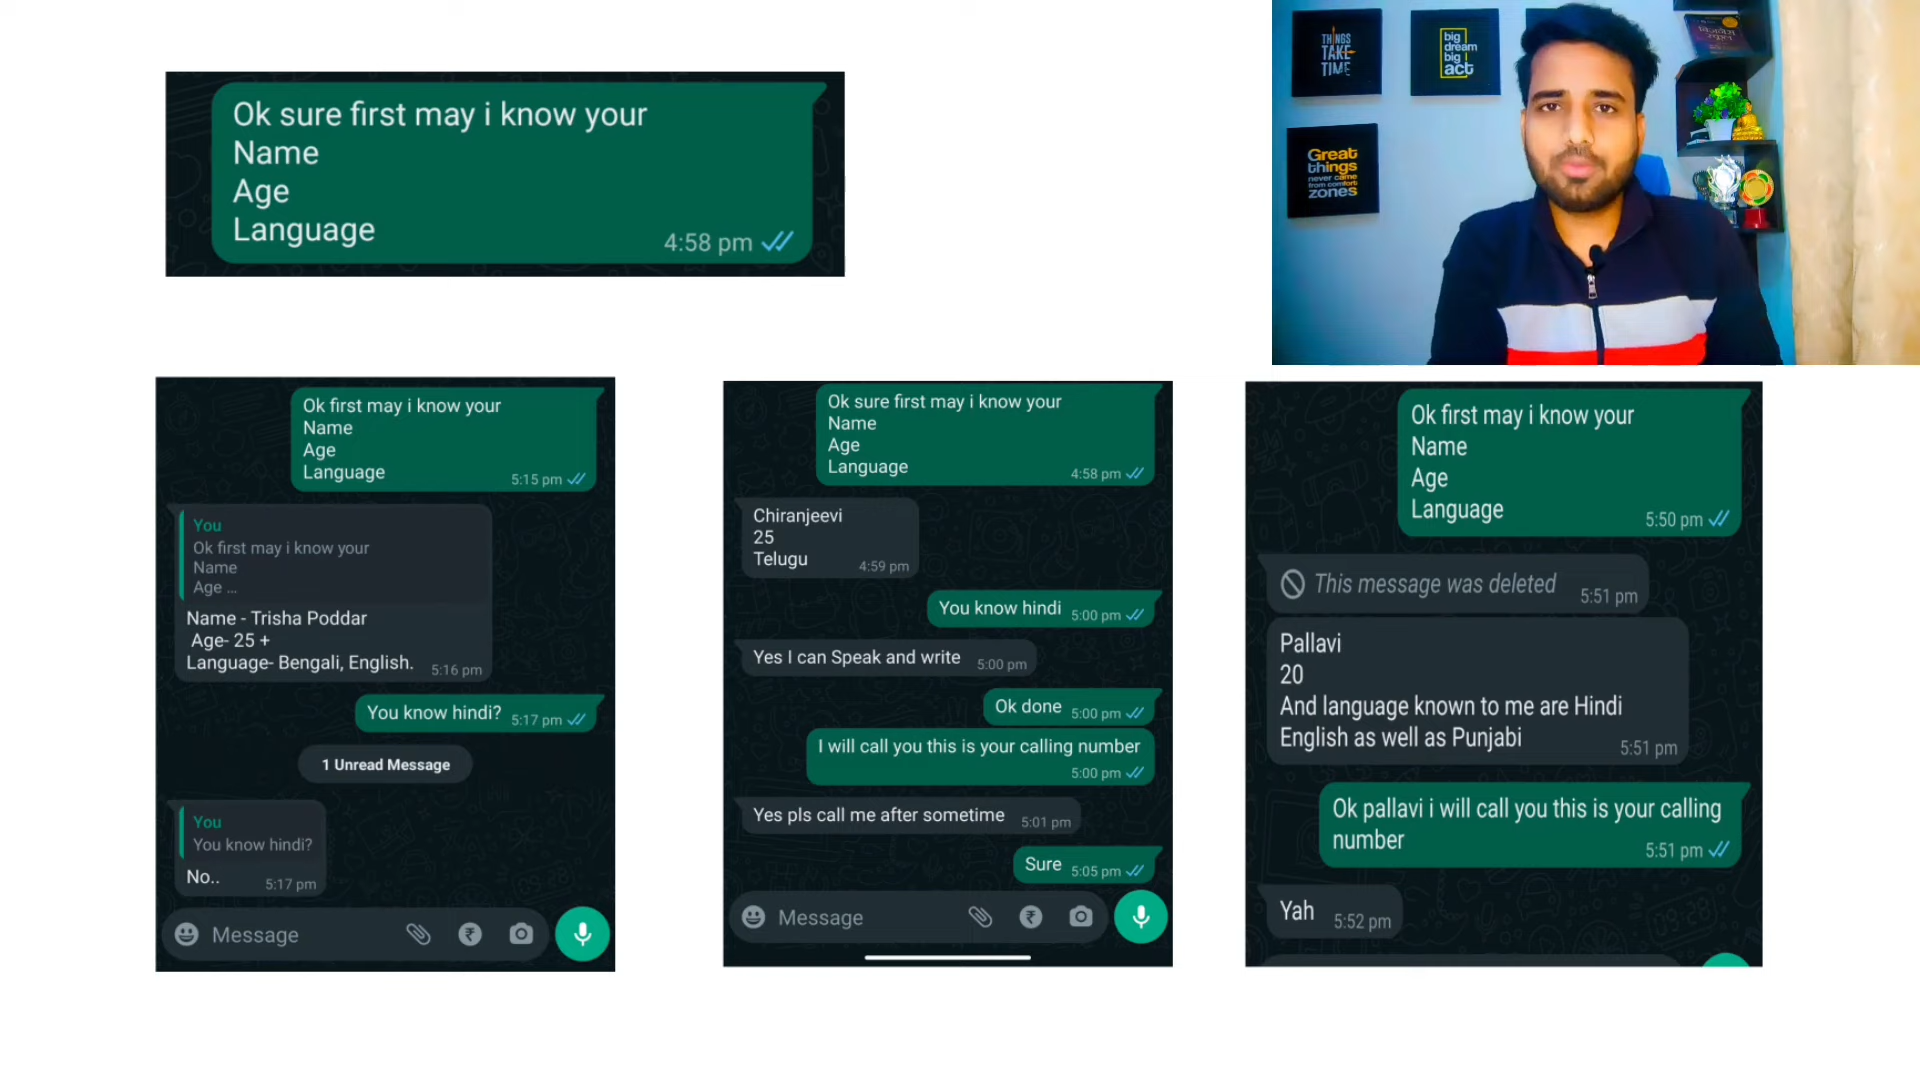 Ok sure first may i know your
Name
Age
Language
4:58 pm
THINGS
TAKE
TIME
big
dream
big
act
Great
things
never came
from comfort
zones
Ok first may i know your
Name
Age
Language
5:15 pm
You
Ok first may i know your
Name
Age ...
Name - Trisha Poddar
Age- 25 +
Language- Bengali, English.
5:16 pm
You know hindi?
5:17 pm
1 Unread Message
You
You know hindi?
No..
5:17 pm
Message
Ok sure first may i know your
Name
Age
Language
4:58 pm
Chiranjeevi
25
Telugu
4:59 pm
You know hindi
5:00 pm
Yes I can Speak and write
5:00 pm
Ok done
5:00 pm
I will call you this is your calling number
5:00 pm
Yes pls call me after sometime
5:01 pm
Sure
5:05 pm
Message
Ok first may i know your
Name
Age
Language
5:50 pm
This message was deleted
5:51 pm
Pallavi
20
And language known to me are Hindi
English as well as Punjabi
5:51 pm
Ok pallavi i will call you this is your calling
number
5:51 pm
Yah
5:52 pm